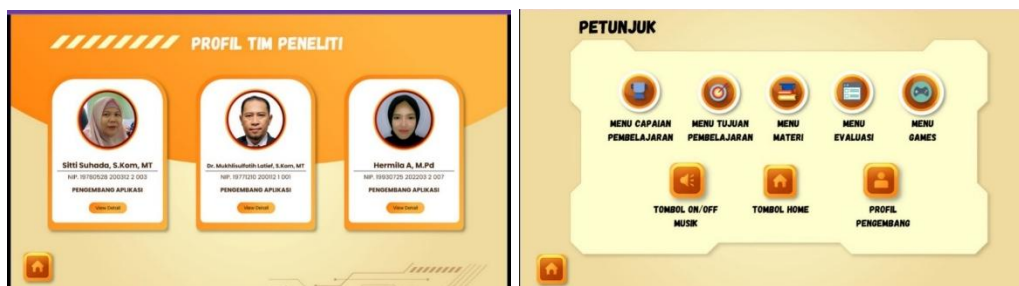 PROFIL TIM PENELITI
Sitti Suhada, S.Kom, MT
NIP. 19780528 200312 2 003
PENGEMBANG APLIKASI
View Detail
Dr. Mukhlisulfatih Latief, S.Kom, MT
NIP. 19771210 200112 1 001
PENGEMBANG APLIKASI
View Detail
Hermila A, M.Pd
NIP. 19930725 202203 2 007
PENGEMBANG APLIKASI
View Detail
PETUNJUK
MENU CAPAIAN
PEMBELAJARAN
MENU TUJUAN
PEMBELAJARAN
MENU
MATERI
MENU
EVALUASI
MENU
GAMES
TOMBOL ON/OFF
MUSIK
TOMBOL HOME
PROFIL
PENGEMBANG